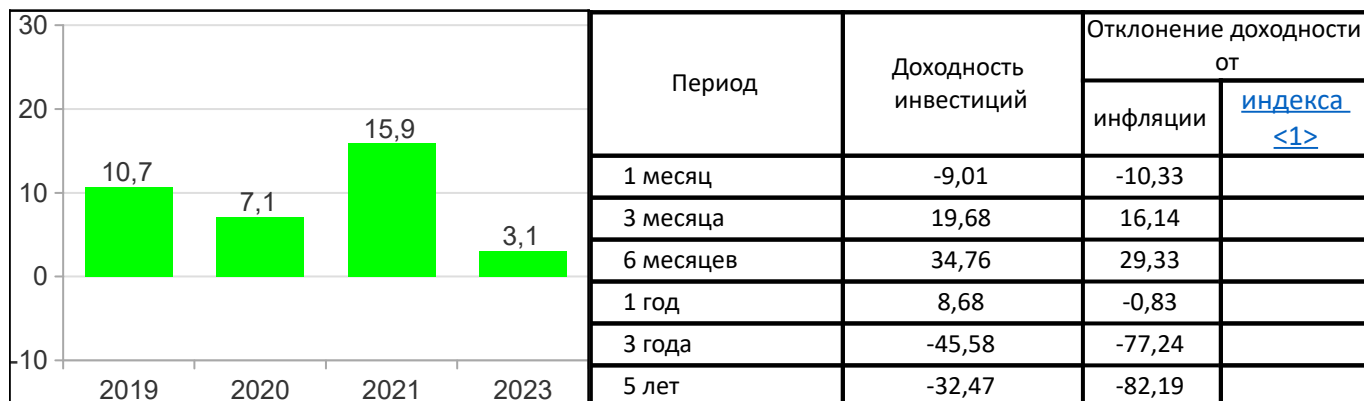 30
20
10
0
-10
10,7
7,1
15,9
3,1
2019 2020 2021 2023
Период
Доходность
инвестиций
Отклонение доходности
от
инфляции
индекса
<1>
1 месяц -9,01 -10,33
3 месяца 19,68 16,14
6 месяцев 34,76 29,33
1 год 8,68 -0,83
3 года -45,58 -77,24
5 лет -32,47 -82,19